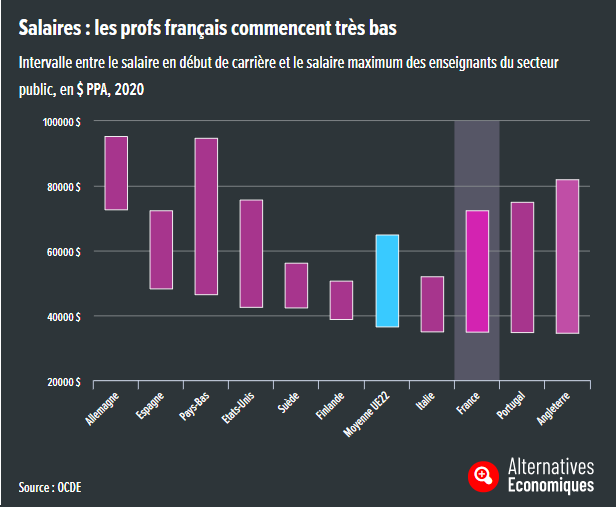 Salaires : les profs français commencent très bas
Intervalle entre le salaire en début de carrière et le salaire maximum des enseignants du secteur
public, en $ PPA, 2020
100000 $
80000 $
60000 $
40000 $
20000 $
Allemagne
Espagne
Pays-Bas
Etats-Unis
Suède
Finlande
Moyenne UE22
Italie
France
Portugal
Angleterre
Source : OCDE
Alternatives
Economiques